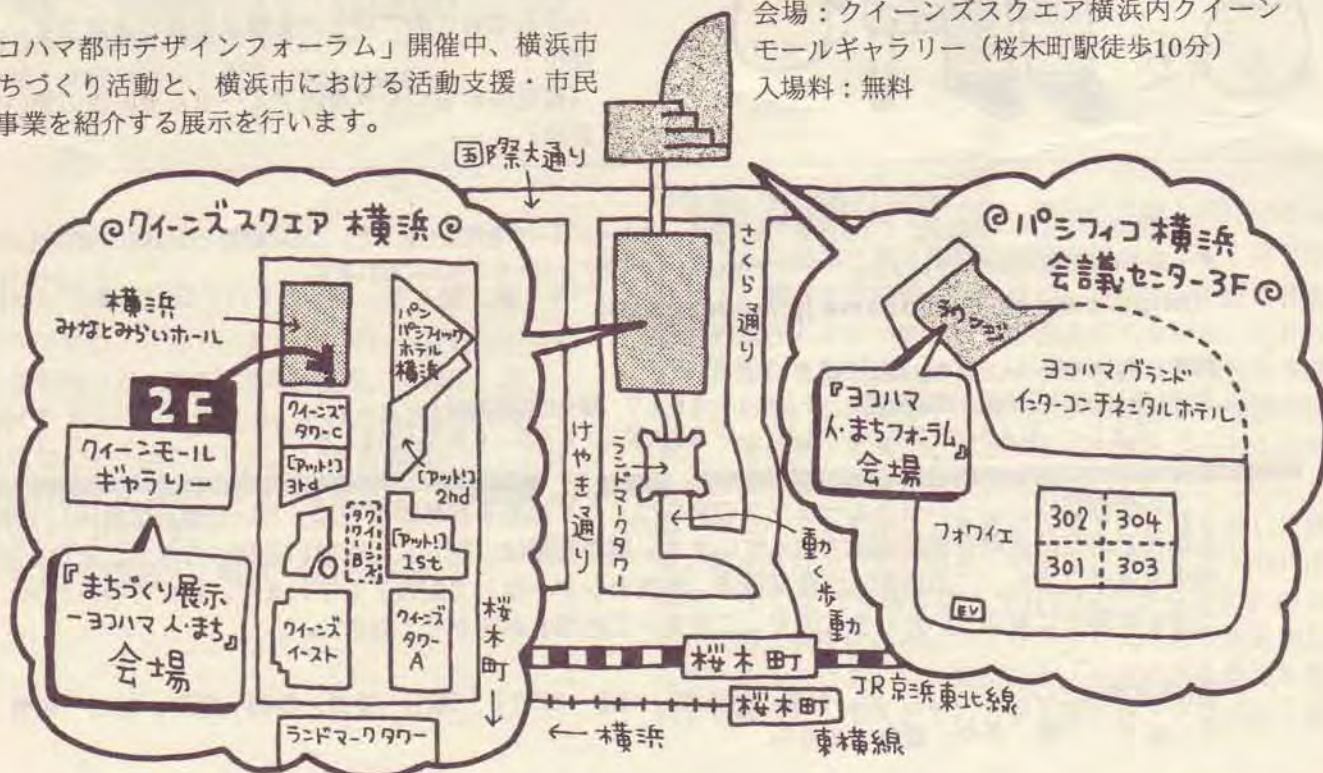 コハマ都市デザインフォーラム」開催中、横浜市
ちづくり活動と、横浜市における活動支援・市民
事業を紹介する展示を行います。
会場：クイーンズスクエア横浜内クイーン
モールギャラリー（桜木町駅徒歩10分）
入場料：無料
国際大通り
さくら通り
けやき通り
ランドマークタワー
動く歩動
桜木町
JR京浜東北線
桜木町
東横線
←横浜
@クイーンズスクエア 横浜@
横浜
みなとみらいホール
2F
クイーンモール
ギャラリー
『まちづくり展示
-ヨコハマ 人・まち』
会場
パン
パシフィック
ホテル
横浜
クイーンズ
タワーC
[アット!]
3rd
[アット!]
2nd
クイーンズ
タワーB
[アット!]
1st
クイーンズ
イースト
クイーンズ
タワー
A
桜木町
↓
ランドマークタワー
@パシフィコ横浜
会議センター3F@
ラウンジ
『ヨコハマ
人・まちフォーラム』
会場
ヨコハマグランド
インターコンチネンタルホテル
フォワイエ
302 304
301 303
EV